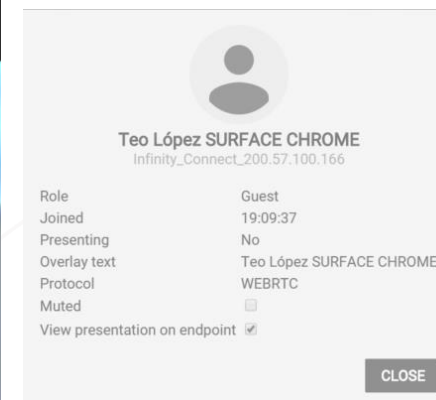 Teo López SURFACE CHROME
Infinity_Connect_200.57.100.166
Role Guest
Joined 19:09:37
Presenting No
Overlay text Teo López SURFACE CHROME
Protocol WEBRTC
Muted
View presentation on endpoint
CLOSE